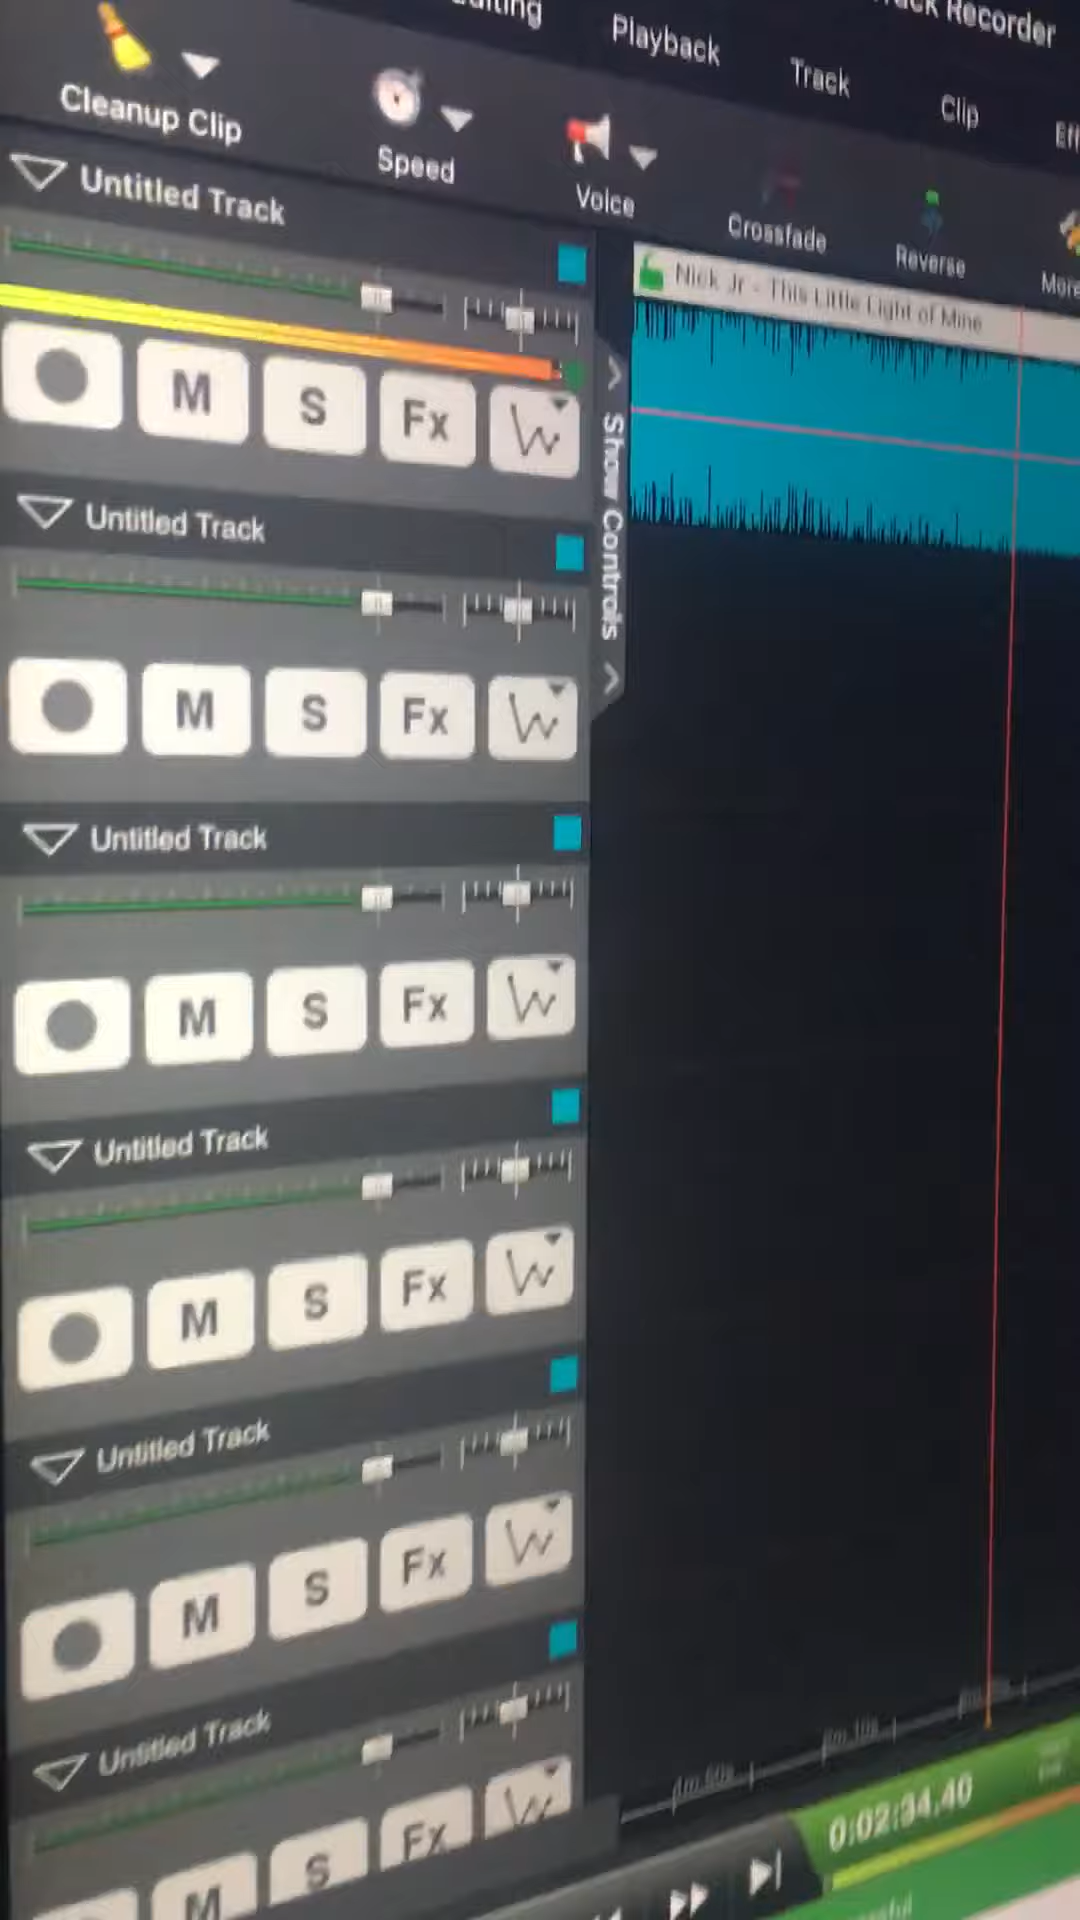 Recorder
Playback
Track
Clip
Cleanup Clip
Speed
Voice
Crossfade
Reverse
More
Untitled Track
M S Fx
Nick Jr - This Little Light of Mine
Show Controls
Untitled Track
M S Fx
Untitled Track
M S Fx
Untitled Track
M S Fx
Untitled Track
M S Fx
Untitled Track
M S Fx
0:02:34.40